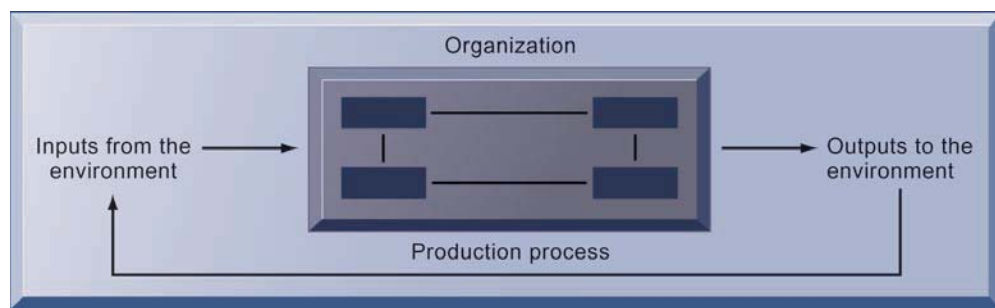 Organization
Inputs from the
environment
Outputs to the
environment
Production process